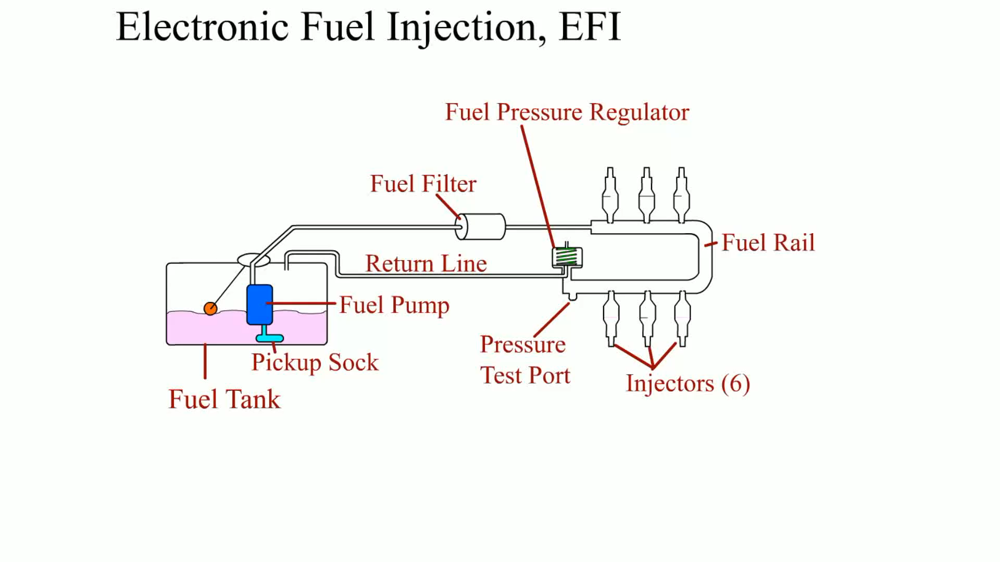 Electronic Fuel Injection, EFI
Fuel Pressure Regulator
Fuel Filter
Fuel Rail
Return Line
Fuel Pump
Pressure
Test Port
Pickup Sock
Injectors (6)
Fuel Tank